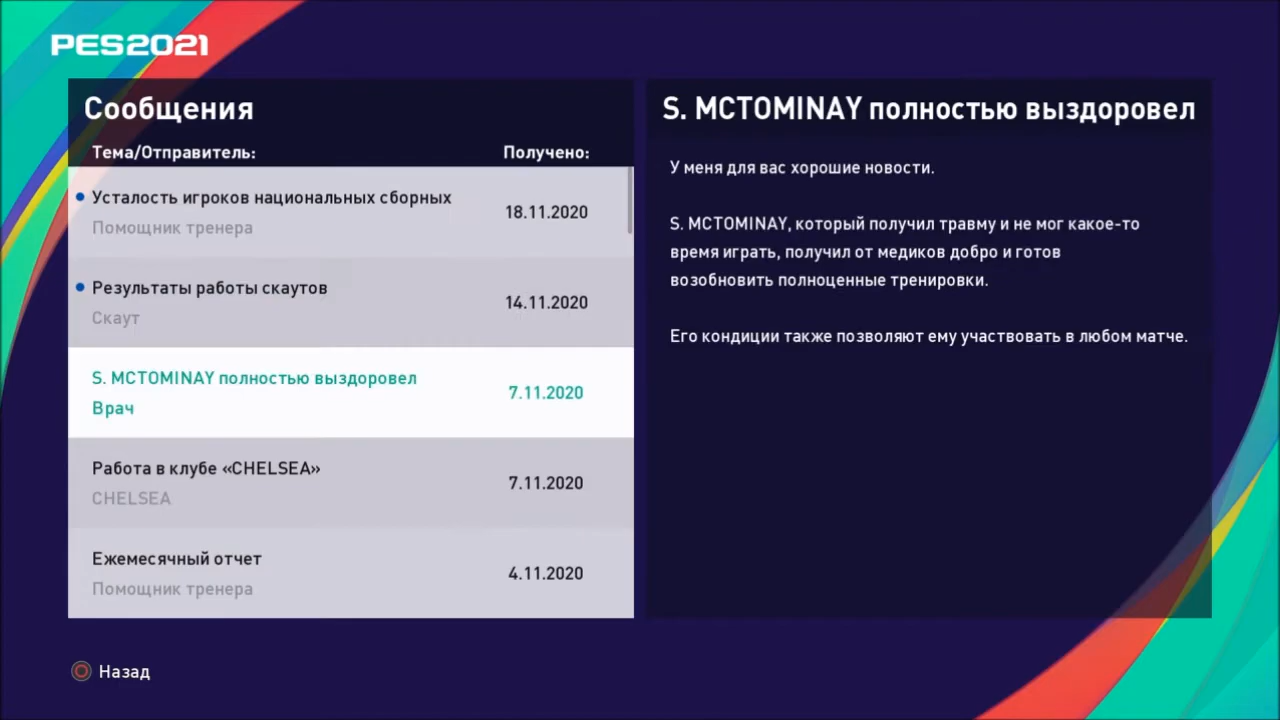 PES2021
Сообщения
Тема/Отправитель: Получено:
Усталость игроков национальных сборных
Помощник тренера
18.11.2020
Результаты работы скаутов
Скаут
14.11.2020
S. MCTOMINAY полностью выздоровел
Врач
7.11.2020
Работа в клубе «CHELSEA»
CHELSEA
7.11.2020
Ежемесячный отчет
Помощник тренера
4.11.2020
S. MCTOMINAY полностью выздоровел
У меня для вас хорошие новости.
S. MCTOMINAY, который получил травму и не мог какое-то
время играть, получил от медиков добро и готов
возобновить полноценные тренировки.
Его кондиции также позволяют ему участвовать в любом матче.
Назад